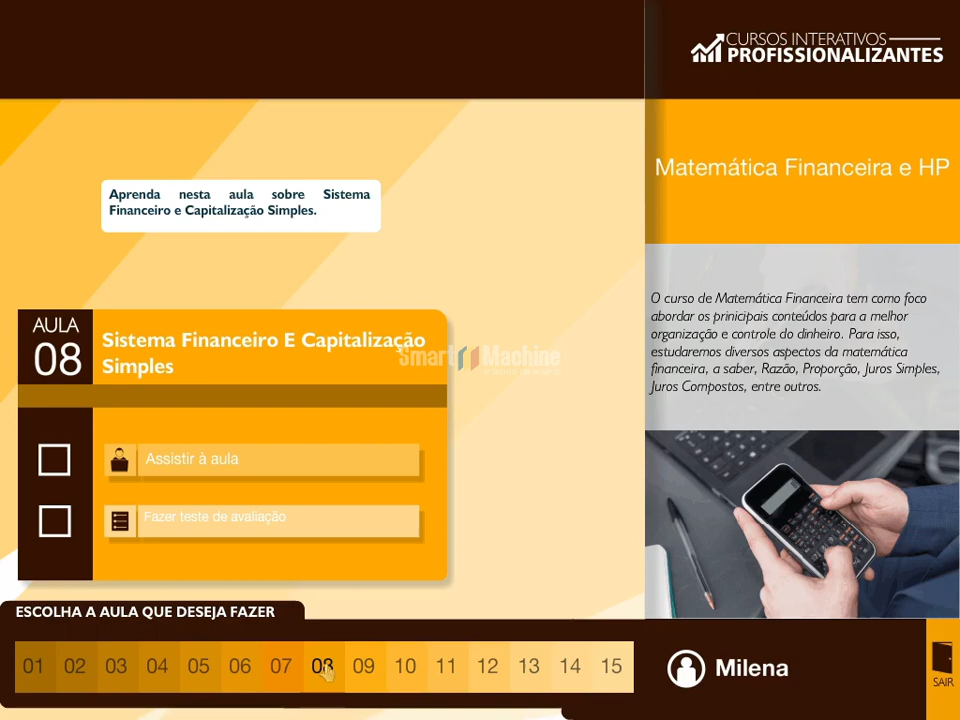 CURSOS INTERATIVOS
PROFISSIONALIZANTES
Matemática Financeira e HP
Aprenda nesta aula sobre Sistema
Financeiro e Capitalização Simples.
O curso de Matemática Financeira tem como foco
abordar os prinicipais conteúdos para a melhor
organização e controle do dinheiro. Para isso,
estudaremos diversos aspectos da matemática
financeira, a saber, Razão, Proporção, Juros Simples,
Juros Compostos, entre outros.
AULA
08
Sistema Financeiro E Capitalização
Simples
Smart Machine
Assistir à aula
Fazer teste de avaliação
ESCOLHA A AULA QUE DESEJA FAZER
01 02 03 04 05 06 07 08 09 10 11 12 13 14 15
Milena
SAIR